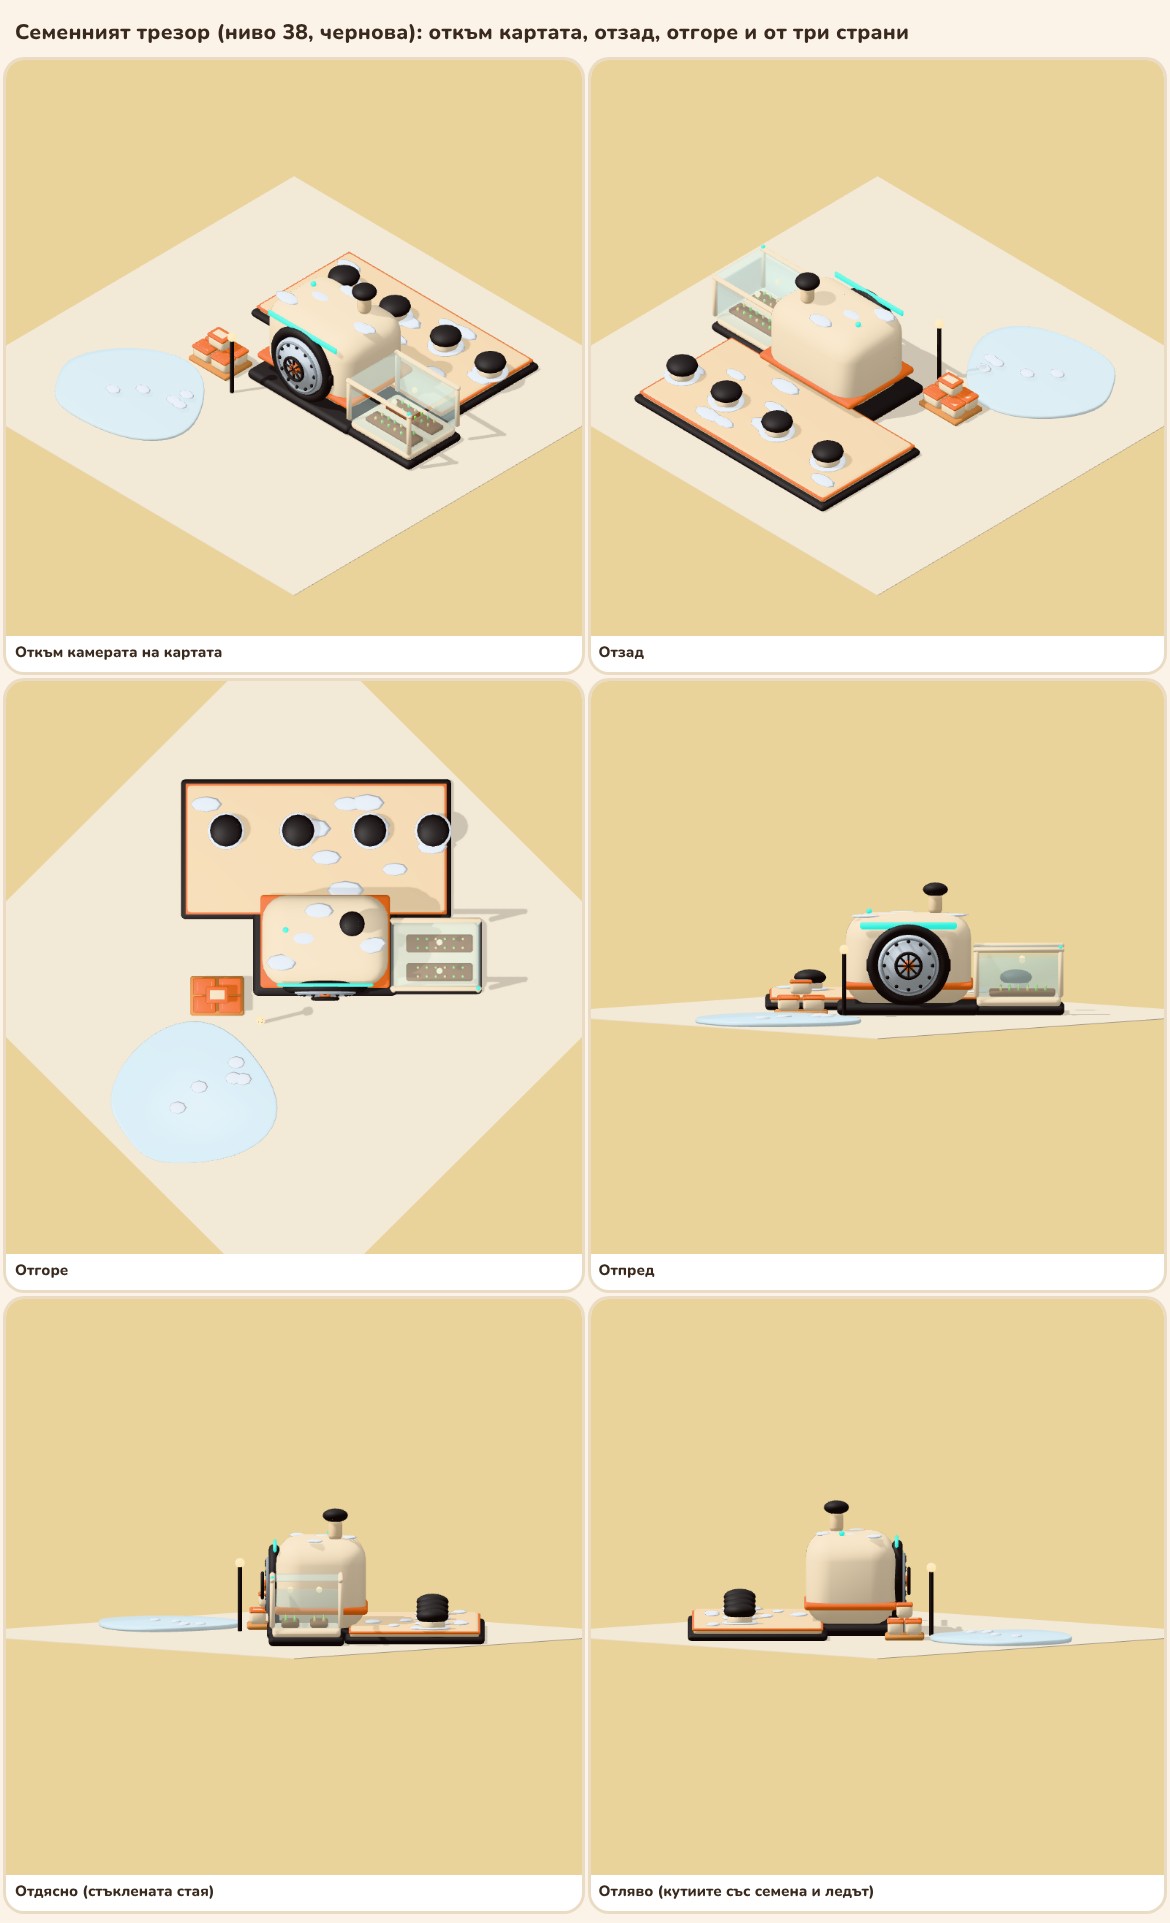 Семенният трезор (ниво 38, чернова): откъм картата, отзад, отгоре и от три страни
Откъм камерата на картата
Отзад
Отгоре
Отпред
Отдясно (стъклената стая)
Отляво (кутиите със семена и ледът)